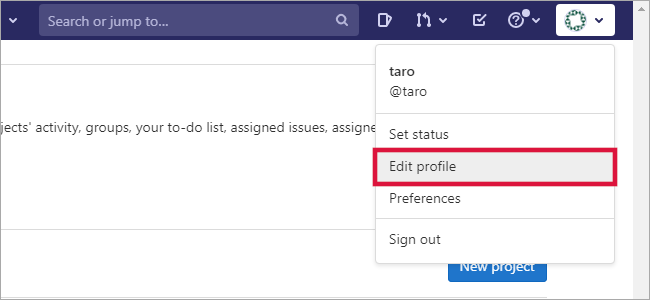 Search or jump to...
taro
@taro
jects' activity, groups, your to-do list, assigned issues, assigne
Set status
Edit profile
Preferences
Sign out
New project